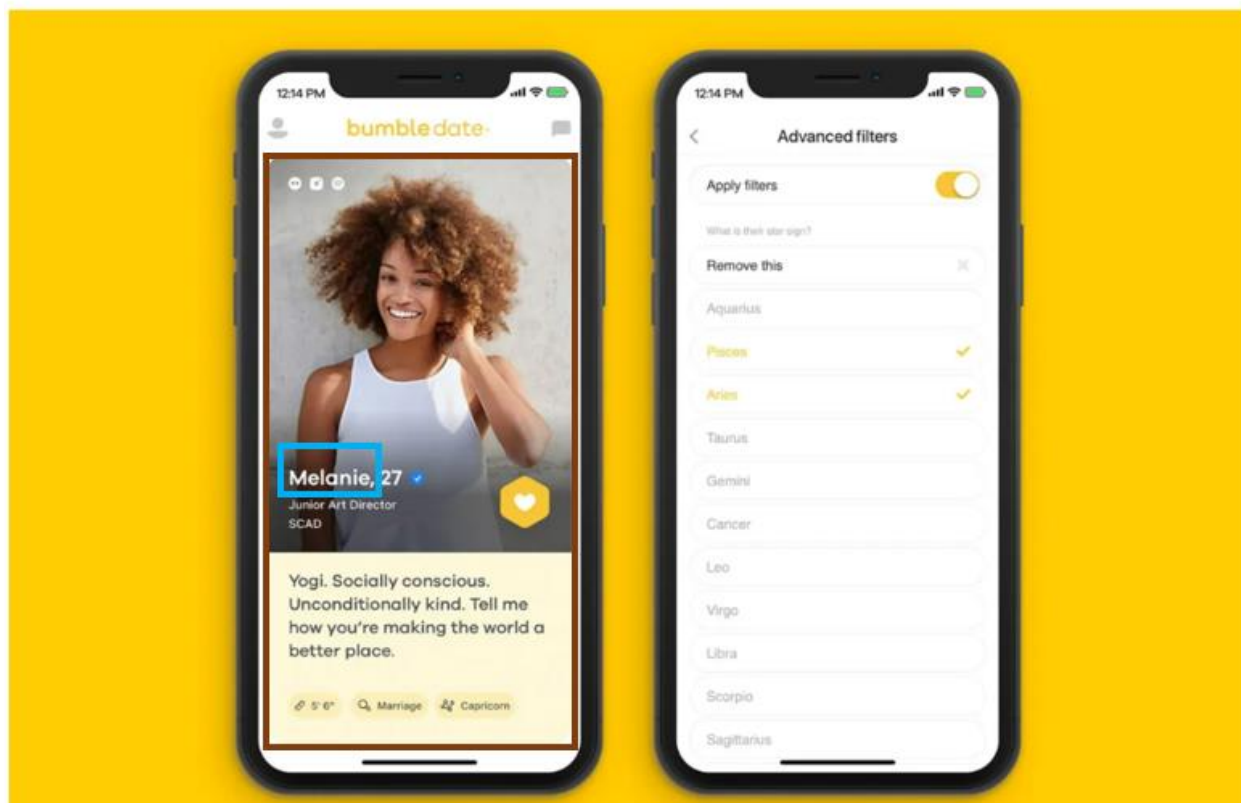 12:14 PM
bumble date
Melanie, 27
Junior Art Director
SCAD
Yogi. Socially conscious.
Unconditionally kind. Tell me
how you're making the world a
better place.
5' 6"
Marriage
Capricorn
12:14 PM
Advanced filters
Apply filters
What is their star sign?
Remove this
Aquarius
Pisces
Aries
Taurus
Gemini
Cancer
Leo
Virgo
Libra
Scorpio
Sagittarius